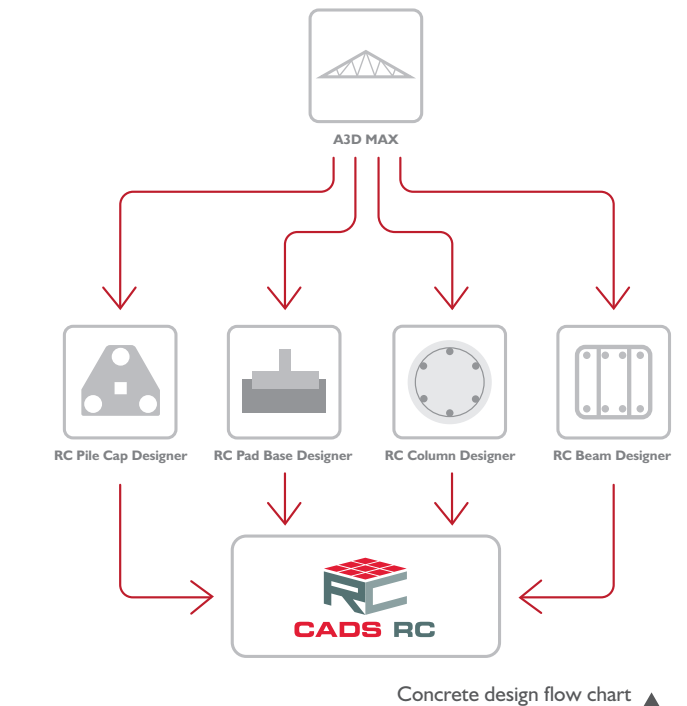 A3D MAX
RC Pile Cap Designer
RC Pad Base Designer
RC Column Designer
RC Beam Designer
RC
CADS RC
Concrete design flow chart